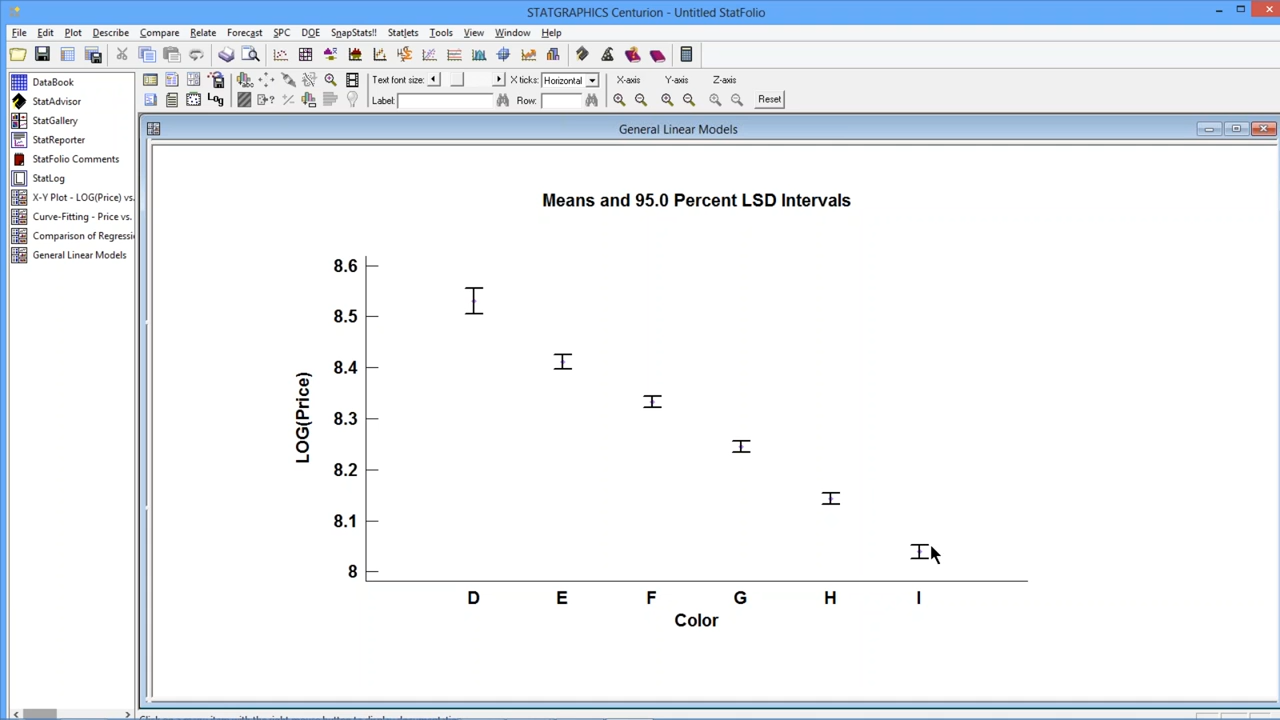 STATGRAPHICS Centurion - Untitled StatFolio
File Edit Plot Describe Compare Relate Forecast SPC DOE SnapStats!! StatJets Tools View Window Help
Text font size: X ticks: Horizontal X-axis Y-axis Z-axis
Log Label: Row: Reset
DataBook
StatAdvisor
StatGallery
StatReporter
StatFolio Comments
StatLog
X-Y Plot - LOG(Price) vs.
Curve-Fitting - Price vs.
Comparison of Regressi
General Linear Models
General Linear Models
Means and 95.0 Percent LSD Intervals
LOG(Price)
8.6
8.5
8.4
8.3
8.2
8.1
8
D E F G H I
Color